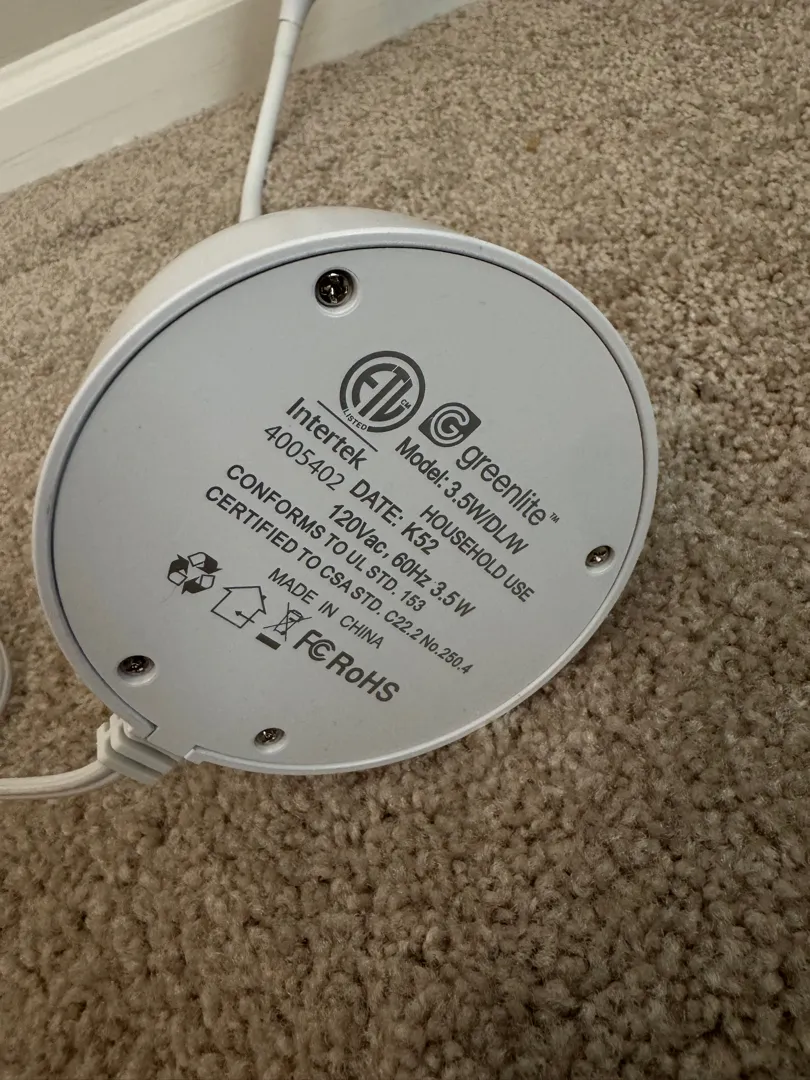 ETL CM
LISTED
Intertek
4005402
G greenlite™
Model: 3.5W/DL/W
HOUSEHOLD USE
DATE: K52
120Vac, 60Hz 3.5W
CONFORMS TO UL STD. 153
CERTIFIED TO CSA STD. C22.2 No.250.4
MADE IN CHINA
FC RoHS